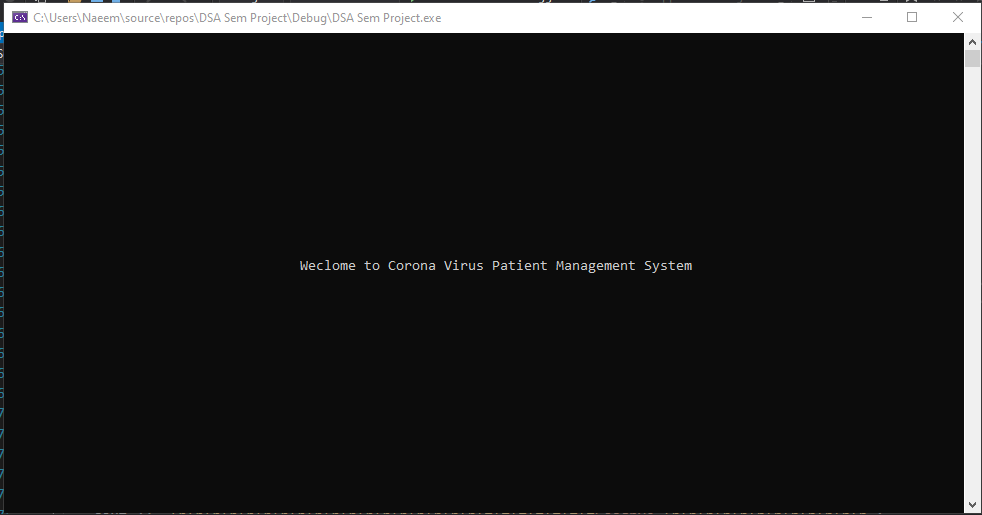 C:\Users\Naeem\source\repos\DSA Sem Project\Debug\DSA Sem Project.exe
Weclome to Corona Virus Patient Management System